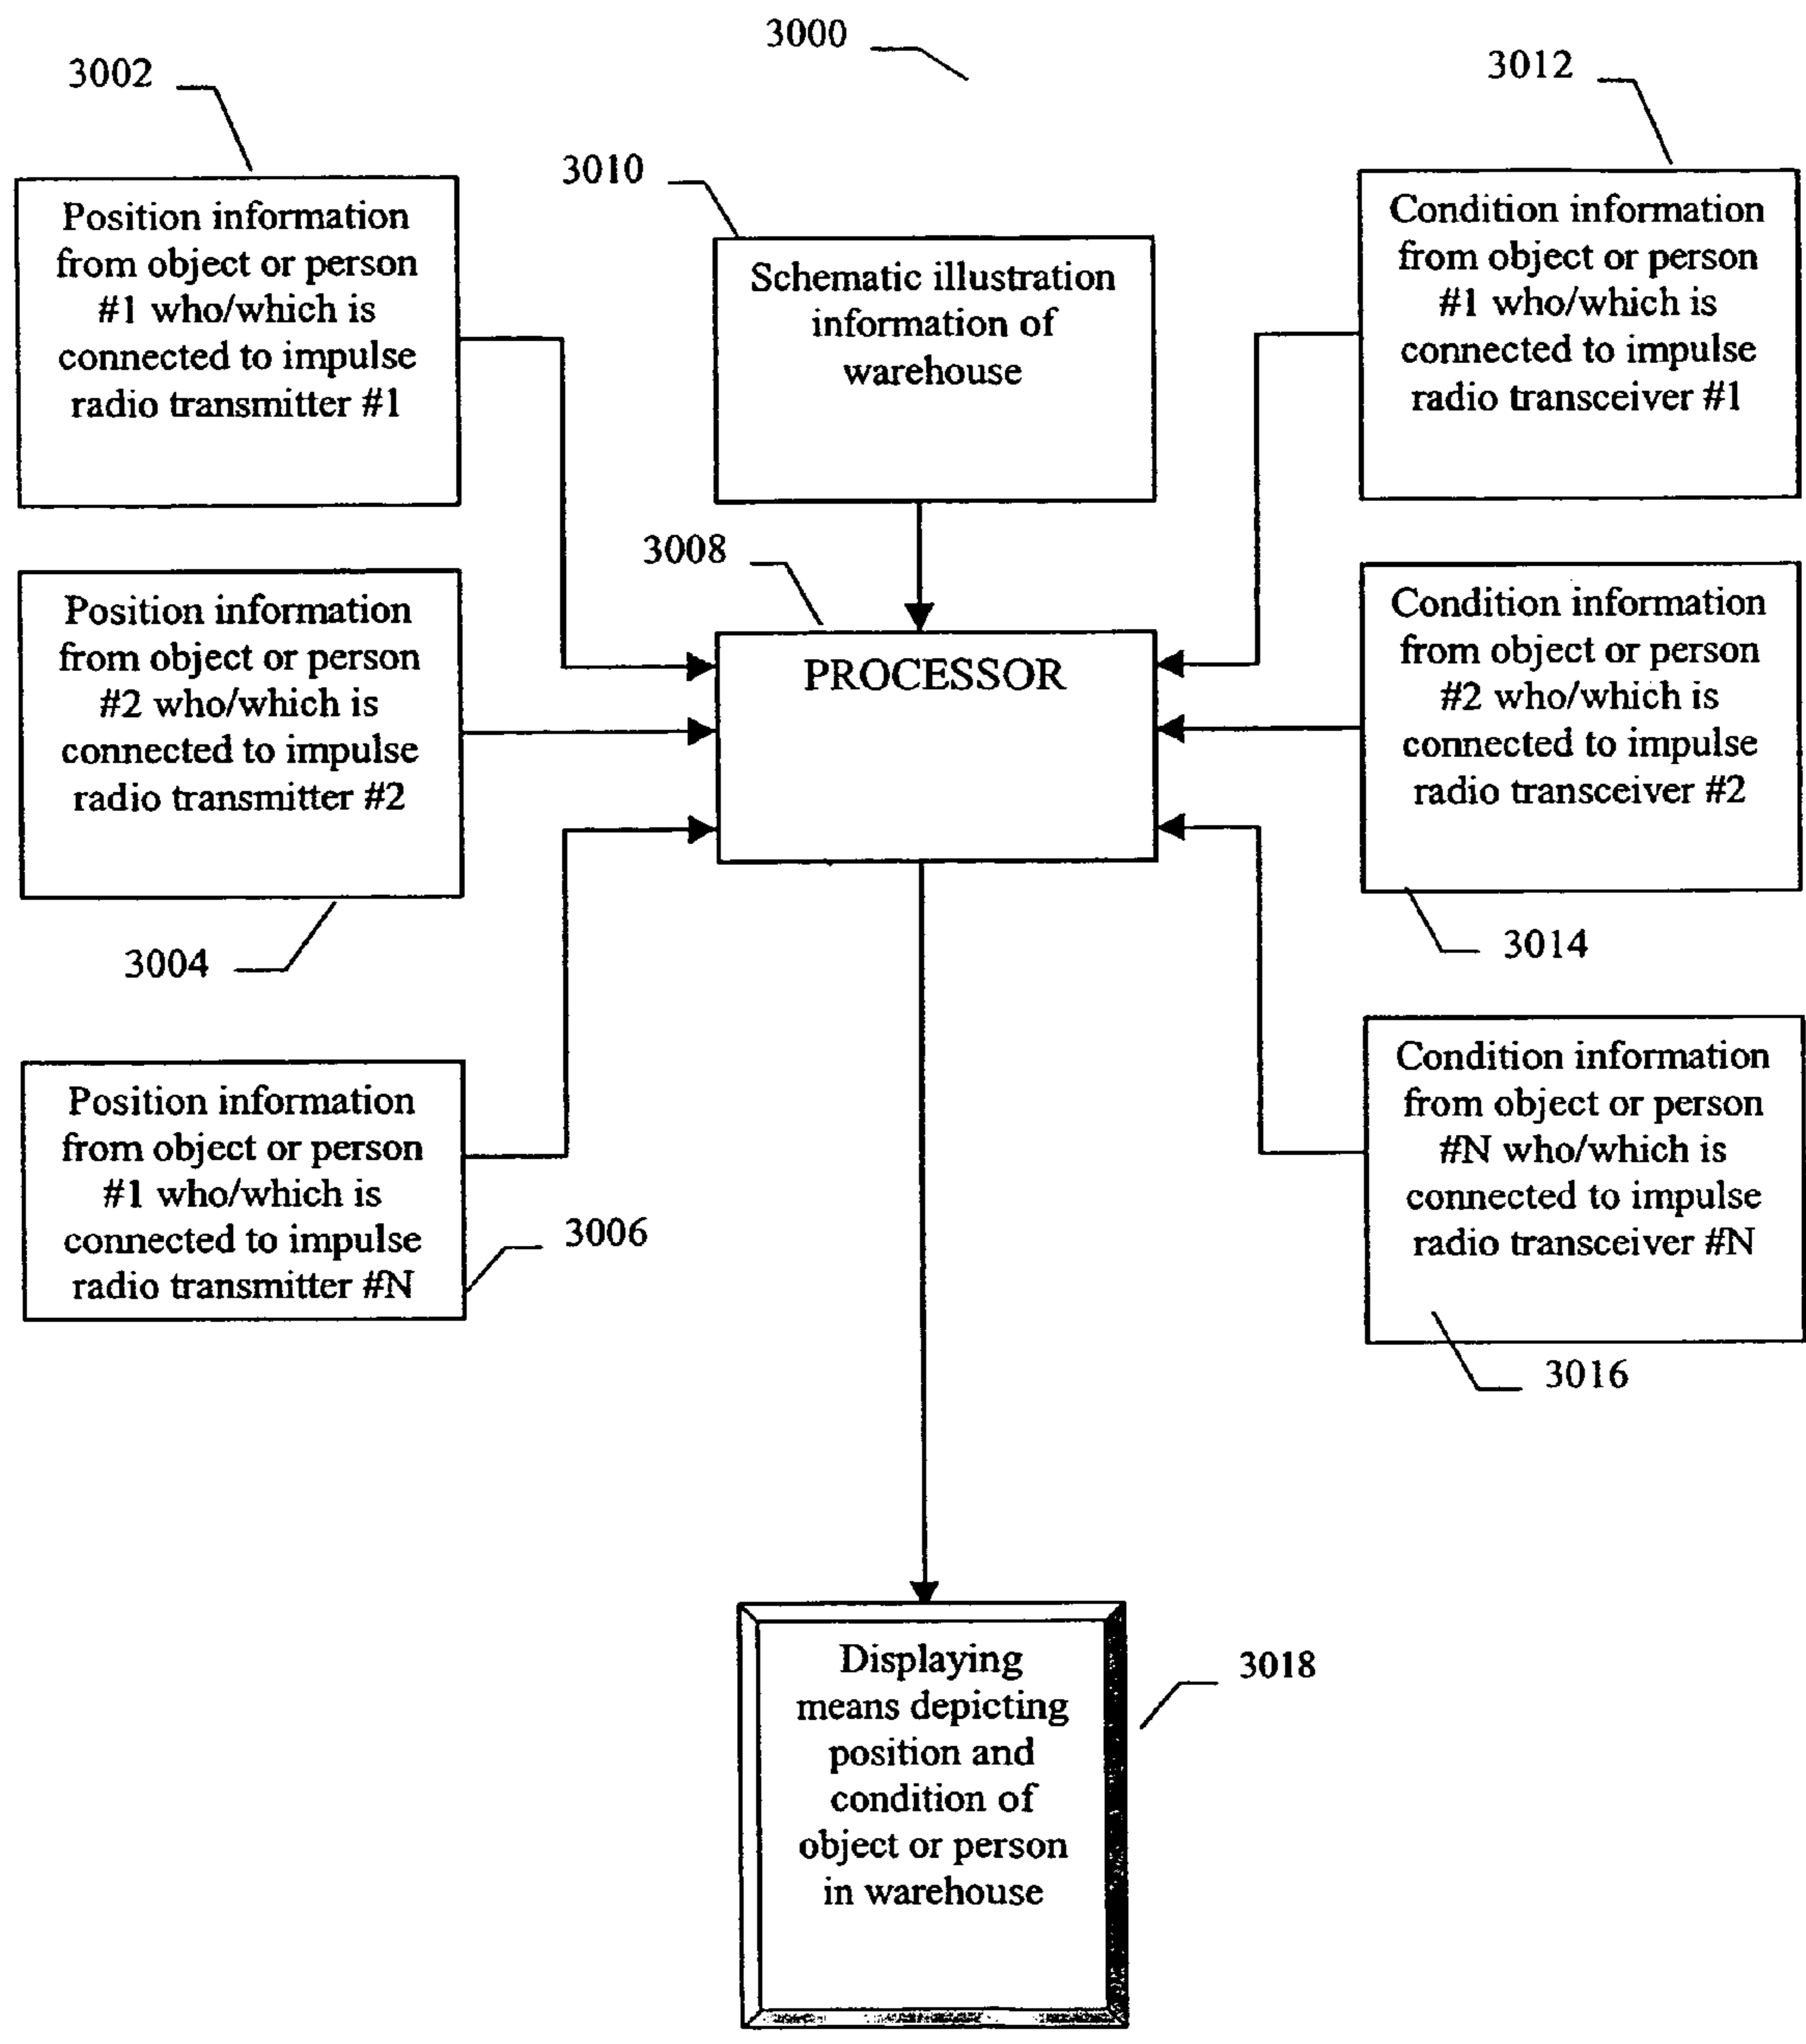 3000
3002
3012
3010
Position information
from object or person
#1 who/which is
connected to impulse
radio transmitter #1
Schematic illustration
information of
warehouse
Condition information
from object or person
#1 who/which is
connected to impulse
radio transceiver #1
3008
Position information
from object or person
#2 who/which is
connected to impulse
radio transmitter #2
PROCESSOR
Condition information
from object or person
#2 who/which is
connected to impulse
radio transceiver #2
3004
3014
Position information
from object or person
#1 who/which is
connected to impulse
radio transmitter #N
3006
Condition information
from object or person
#N who/which is
connected to impulse
radio transceiver #N
3016
Displaying
means depicting
position and
condition of
object or person
in warehouse
3018